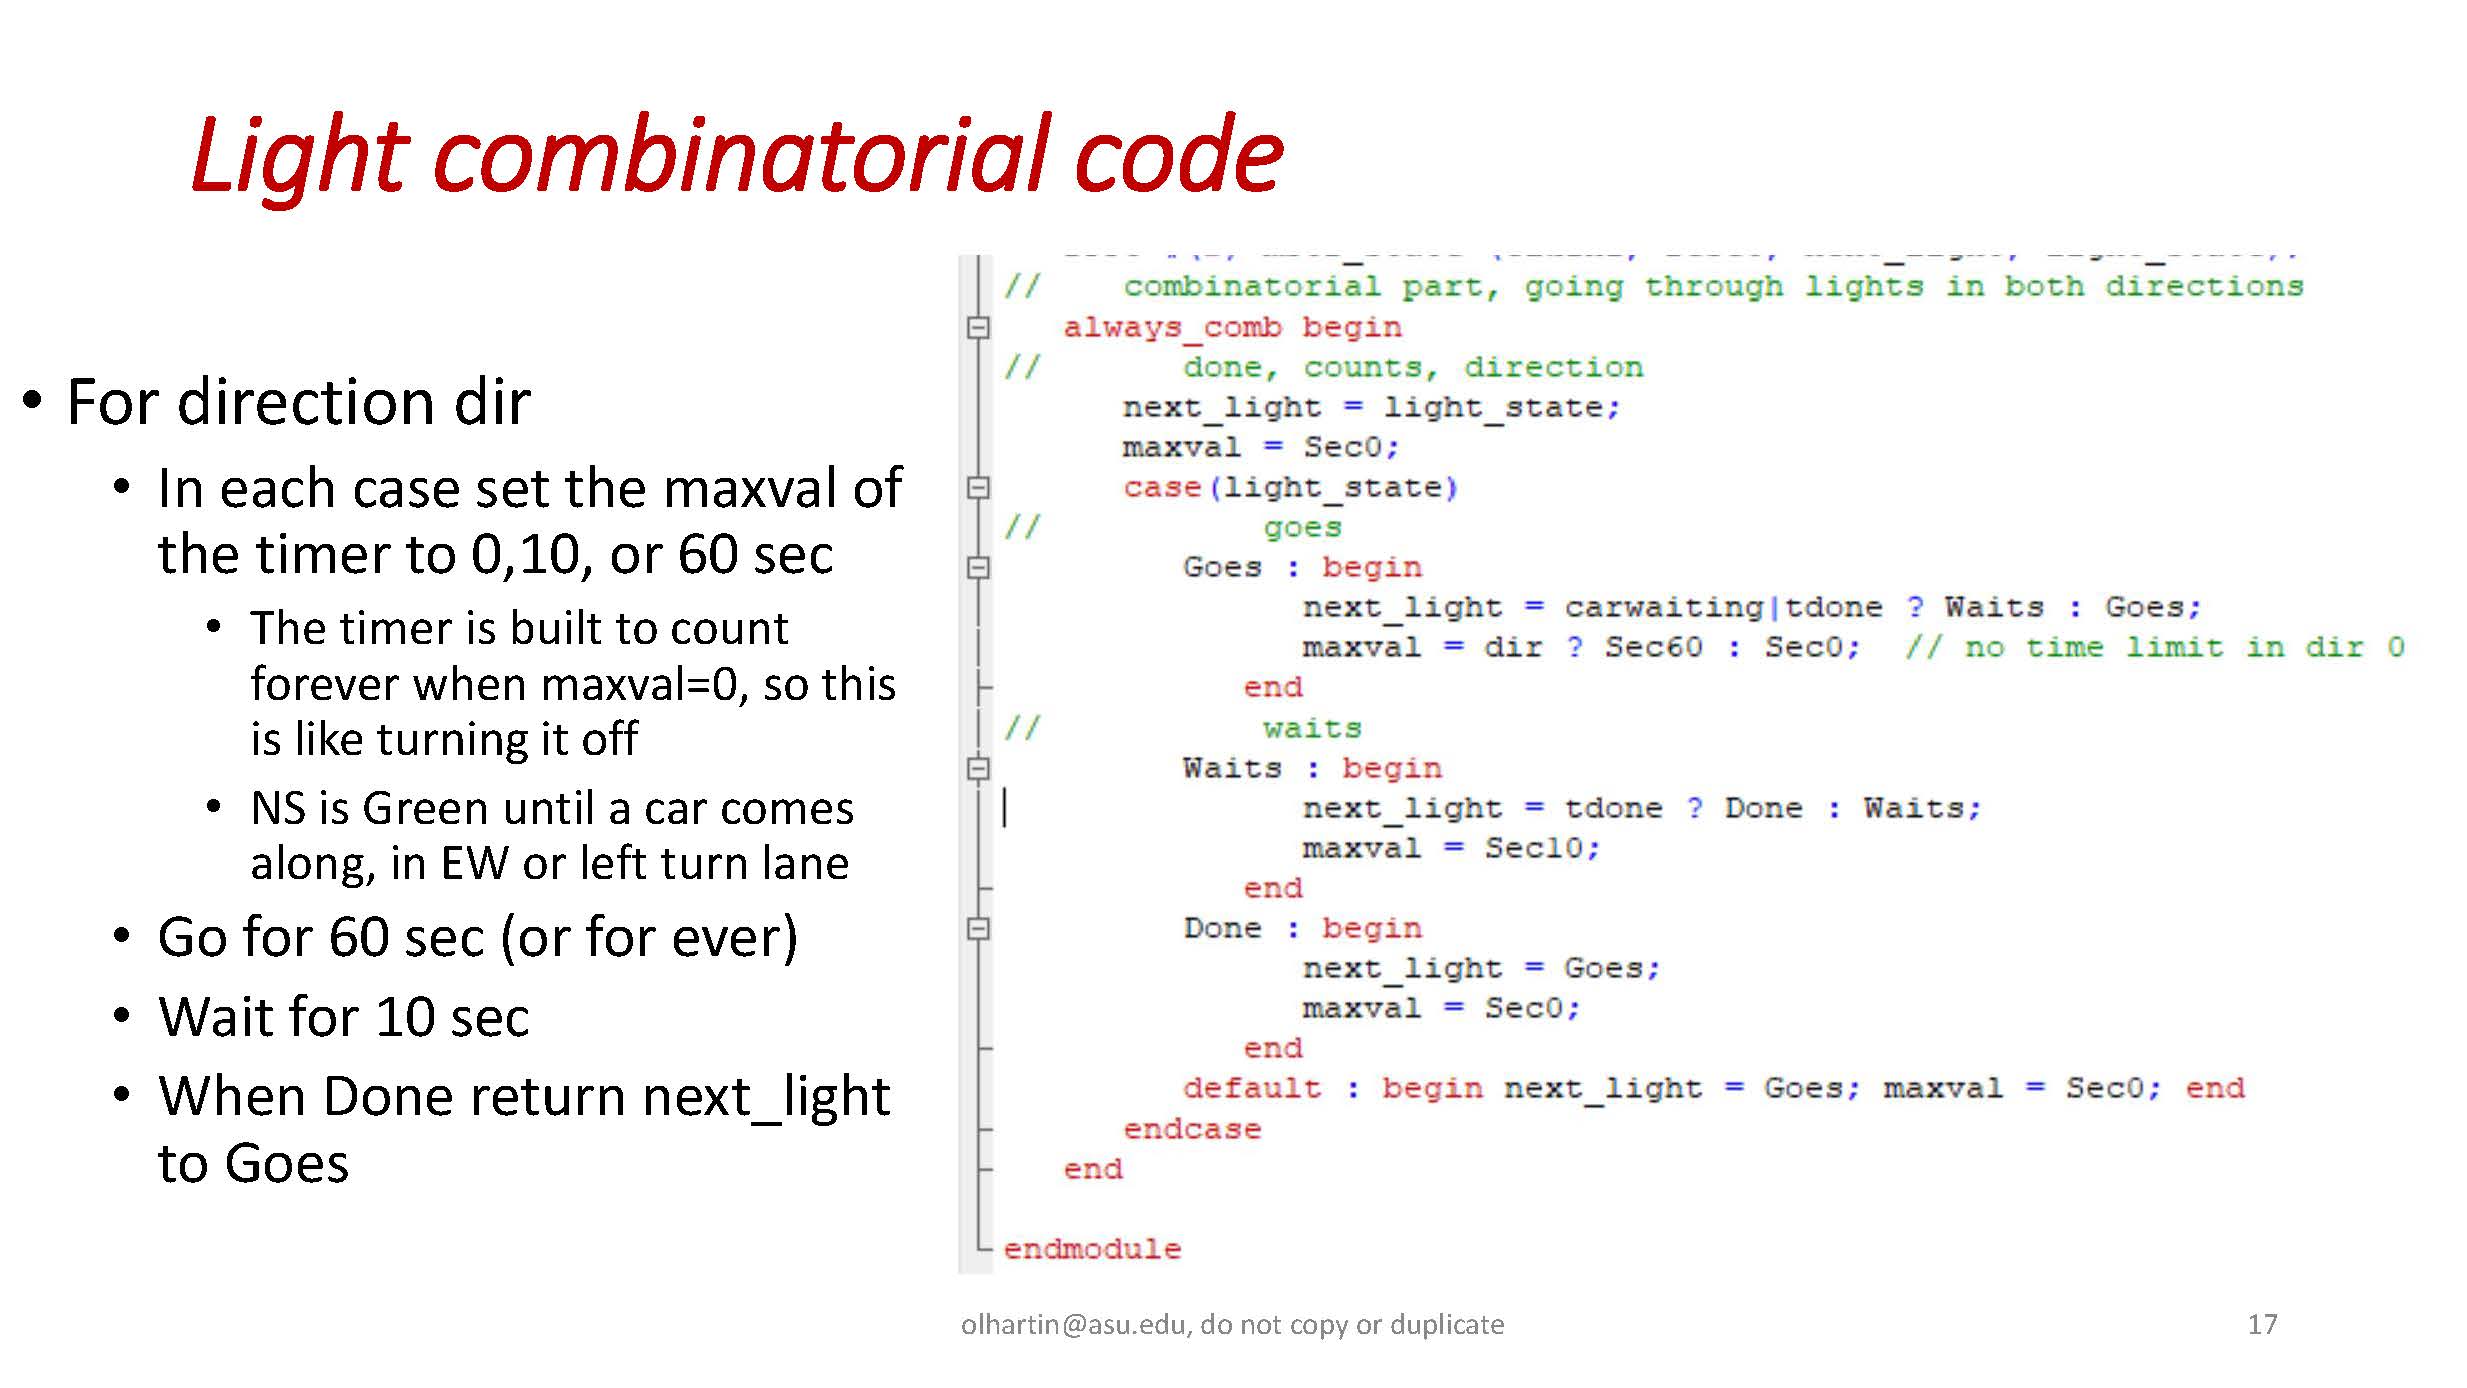 Light combinatorial code
• For direction dir
• In each case set the maxval of
the timer to 0,10, or 60 sec
• The timer is built to count
forever when maxval=0, so this
is like turning it off
• NS is Green until a car comes
along, in EW or left turn lane
• Go for 60 sec (or for ever)
• Wait for 10 sec
• When Done return next_light
to Goes
// combinatorial part, going through lights in both directions
always_comb begin
// done, counts, direction
next_light = light_state;
maxval = Sec0;
case(light_state)
// goes
Goes : begin
next_light = carwaiting|tdone ? Waits : Goes;
maxval = dir ? Sec60 : Sec0; // no time limit in dir 0
end
// waits
Waits : begin
next_light = tdone ? Done : Waits;
maxval = Sec10;
end
Done : begin
next_light = Goes;
maxval = Sec0;
end
default : begin next_light = Goes; maxval = Sec0; end
endcase
end
endmodule
olhartin@asu.edu, do not copy or duplicate
17